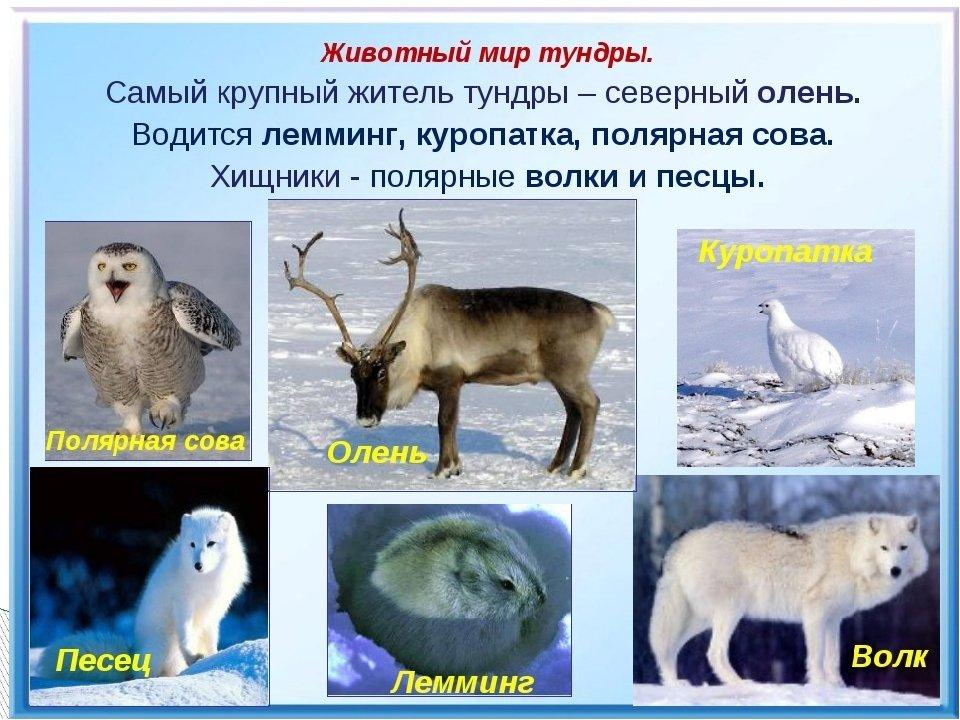 Животный мир тундры.
Самый крупный житель тундры – северный олень.
Водится лемминг, куропатка, полярная сова.
Хищники - полярные волки и песцы.
Куропатка
Полярная сова
Олень
Песец
Лемминг
Волк